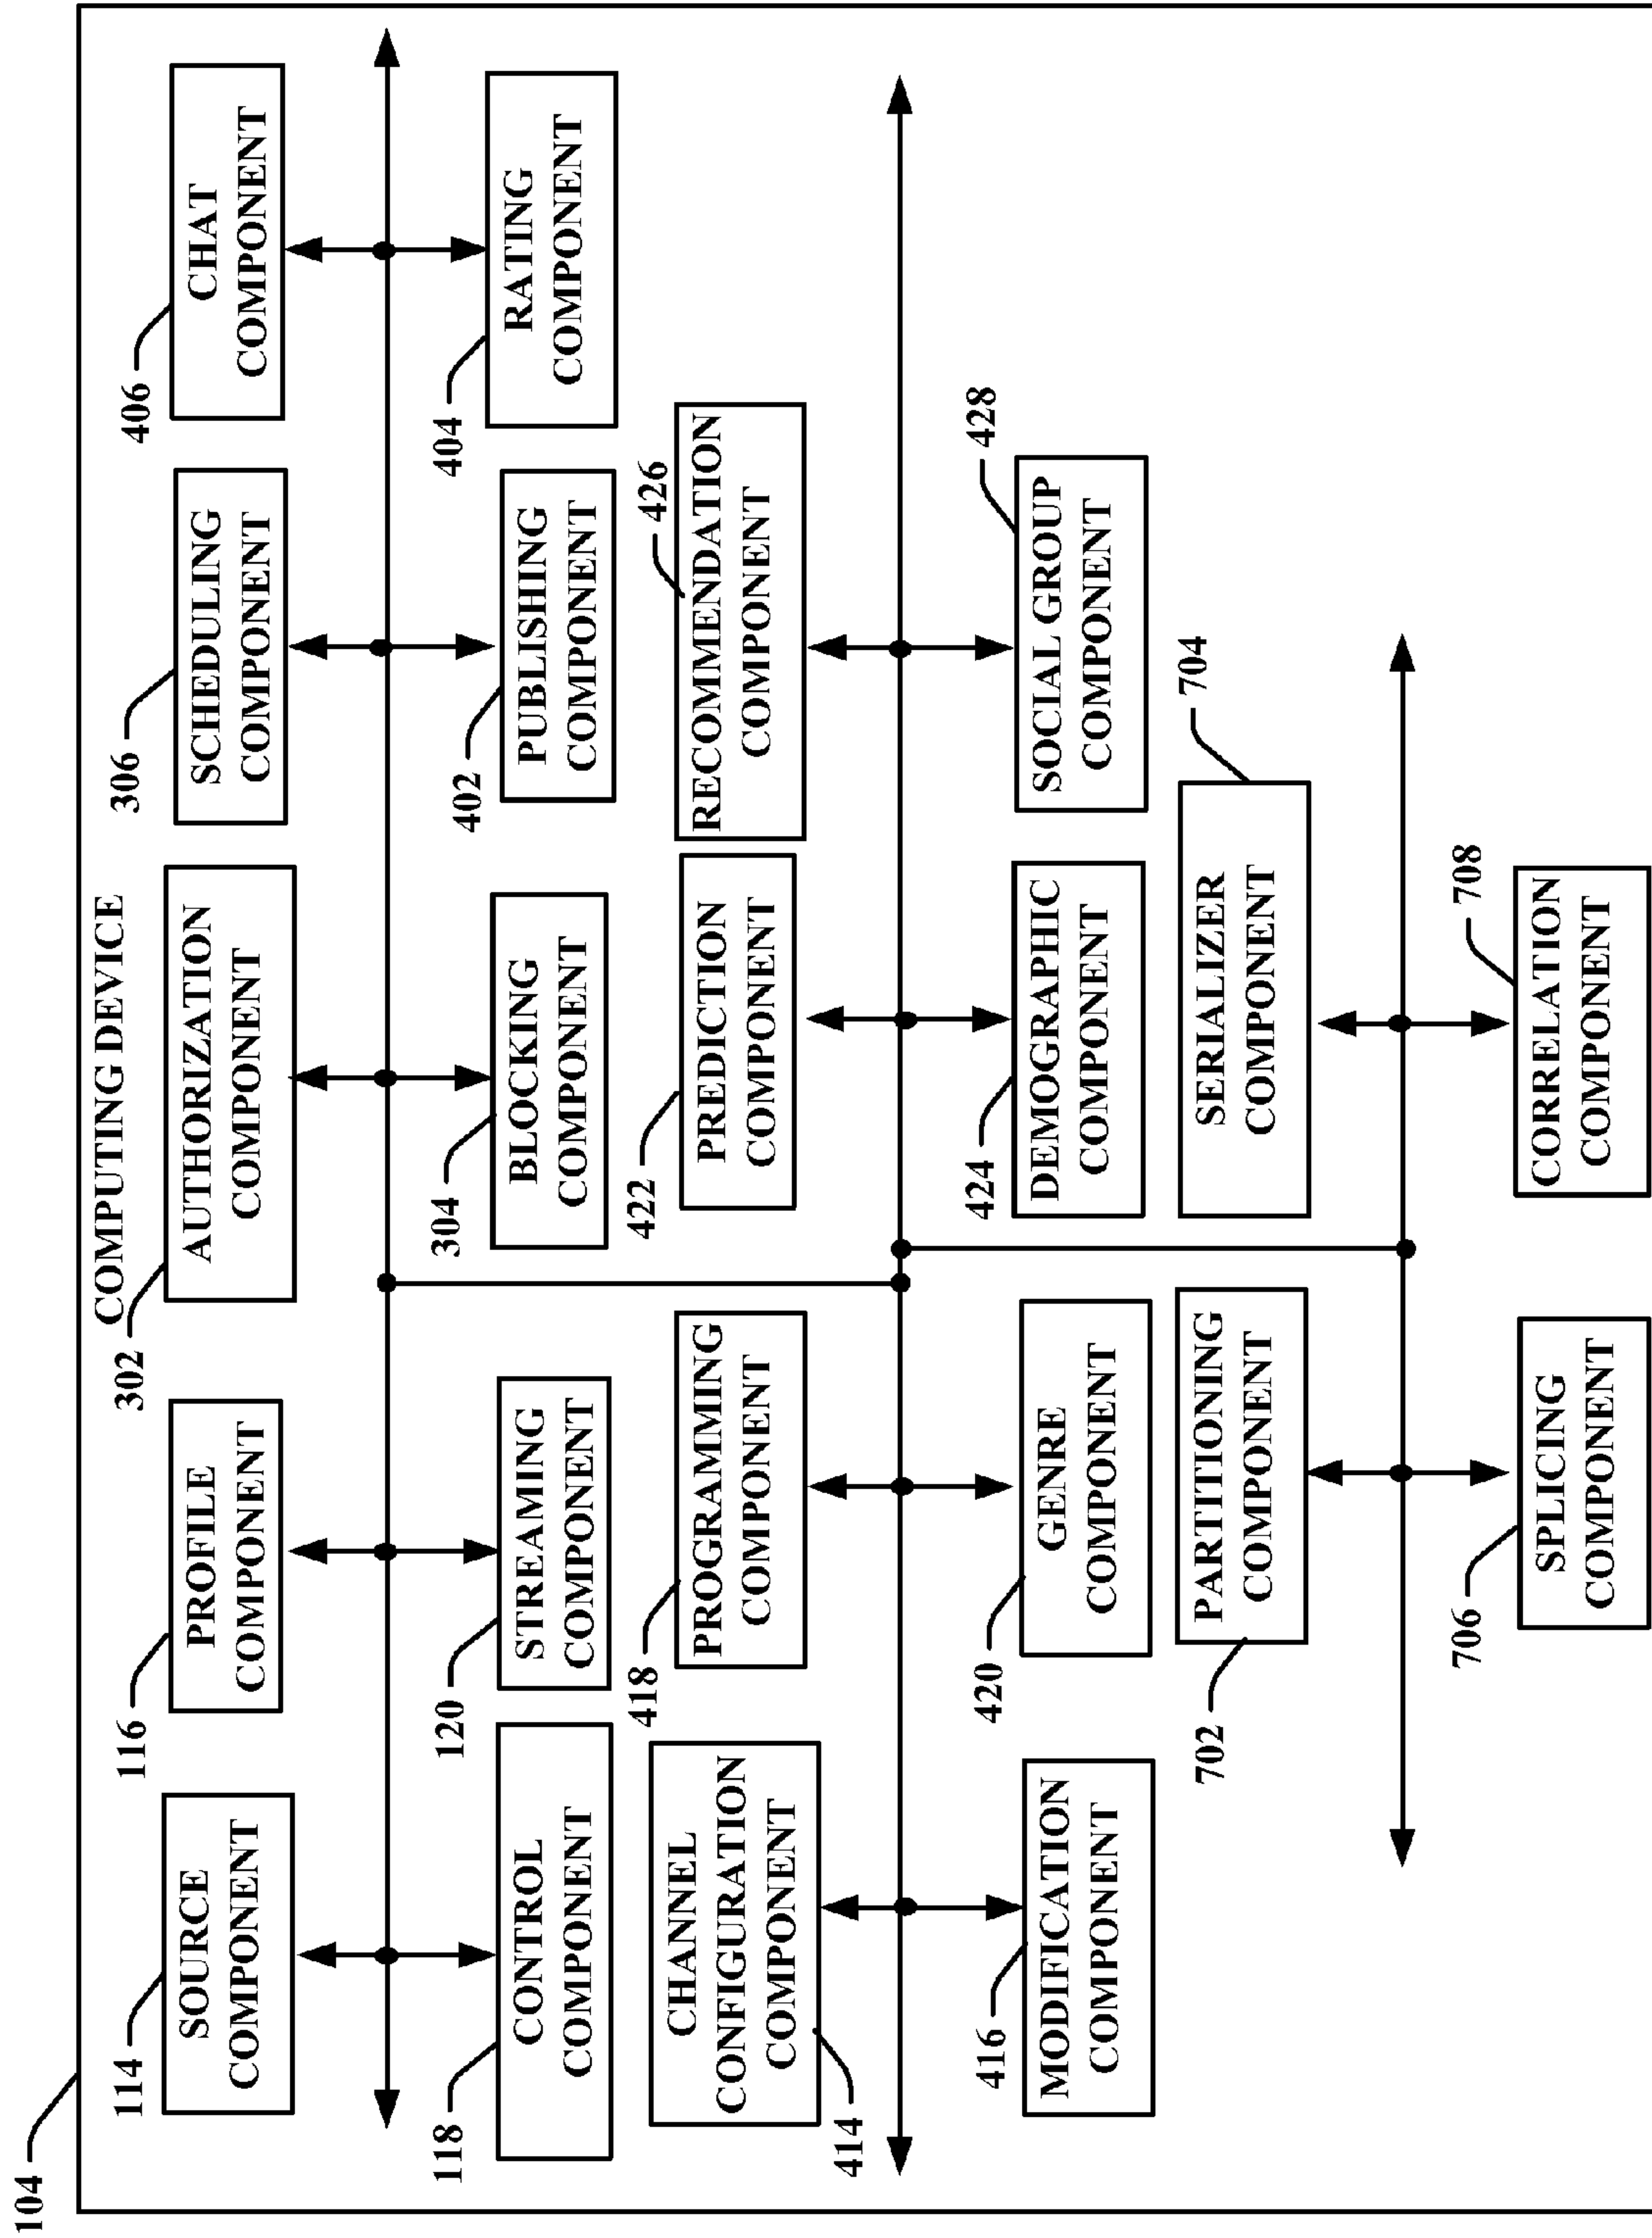 104
COMPUTING DEVICE
114
SOURCE
COMPONENT
116
PROFILE
COMPONENT
302
AUTHORIZATION
COMPONENT
306
SCHEDULING
COMPONENT
406
CHAT
COMPONENT
118
CONTROL
COMPONENT
120
STREAMING
COMPONENT
304
BLOCKING
COMPONENT
402
PUBLISHING
COMPONENT
404
RATING
COMPONENT
414
CHANNEL
CONFIGURATION
COMPONENT
418
PROGRAMMING
COMPONENT
422
PREDICTION
COMPONENT
426
RECOMMENDATION
COMPONENT
416
MODIFICATION
COMPONENT
420
GENRE
COMPONENT
424
DEMOGRAPHIC
COMPONENT
428
SOCIAL GROUP
COMPONENT
702
PARTITIONING
COMPONENT
704
SERIALIZER
COMPONENT
706
SPLICING
COMPONENT
708
CORRELATION
COMPONENT